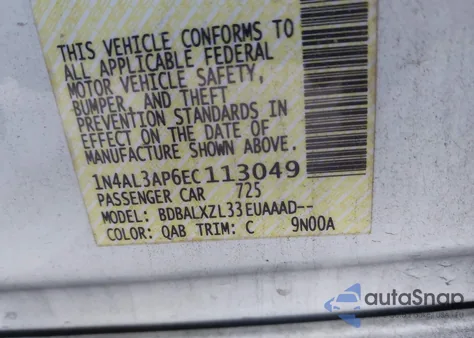 THIS VEHICLE CONFORMS TO
ALL APPLICABLE FEDERAL
MOTOR VEHICLE SAFETY,
BUMPER, AND THEFT
PREVENTION STANDARDS IN
EFFECT ON THE DATE OF
MANUFACTURE SHOWN ABOVE.
1N4AL3AP6EC113049
PASSENGER CAR 725
MODEL: BDBALXZL33EUAAAD--
COLOR: QAB TRIM: C 9N00A
autoSnap